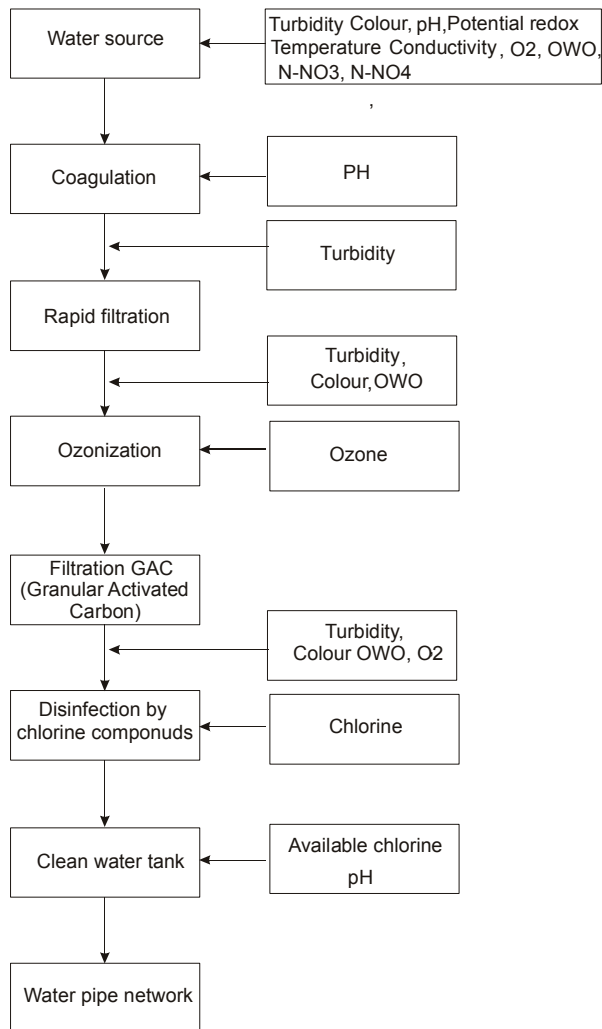 Water source
Turbidity Colour, pH,Potential redox
Temperature Conductivity, O2, OWO,
N-NO3, N-NO4
,
Coagulation
PH
Turbidity
Rapid filtration
Turbidity,
Colour,OWO
Ozonization
Ozone
Filtration GAC
(Granular Activated
Carbon)
Turbidity,
Colour OWO, O2
Disinfection by
chlorine componuds
Chlorine
Clean water tank
Available chlorine
pH
Water pipe network